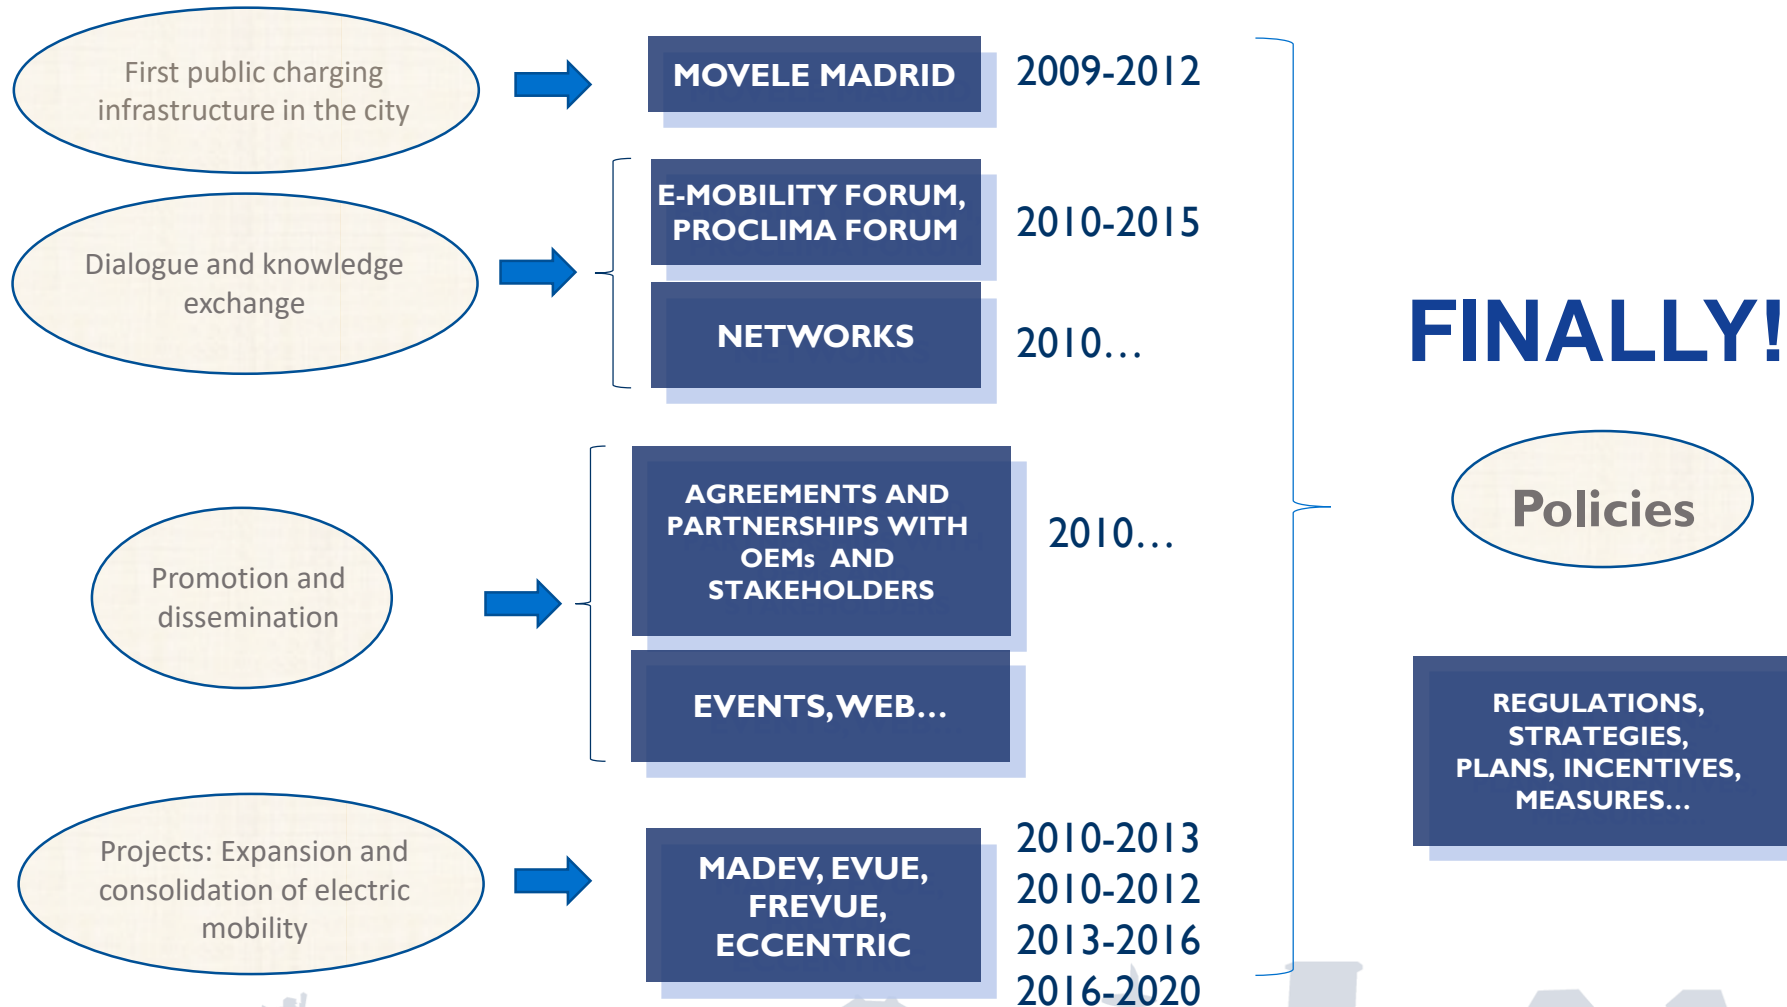 First public charging
infrastructure in the city
MOVELE MADRID
2009-2012
Dialogue and knowledge
exchange
E-MOBILITY FORUM,
PROCLIMA FORUM
2010-2015
NETWORKS
2010...
Promotion and
dissemination
AGREEMENTS AND
PARTNERSHIPS WITH
OEMs AND
STAKEHOLDERS
2010...
EVENTS, WEB...
Projects: Expansion and
consolidation of electric
mobility
MADEV, EVUE,
FREVUE,
ECCENTRIC
2010-2013
2010-2012
2013-2016
2016-2020
FINALLY!
Policies
REGULATIONS,
STRATEGIES,
PLANS, INCENTIVES,
MEASURES...